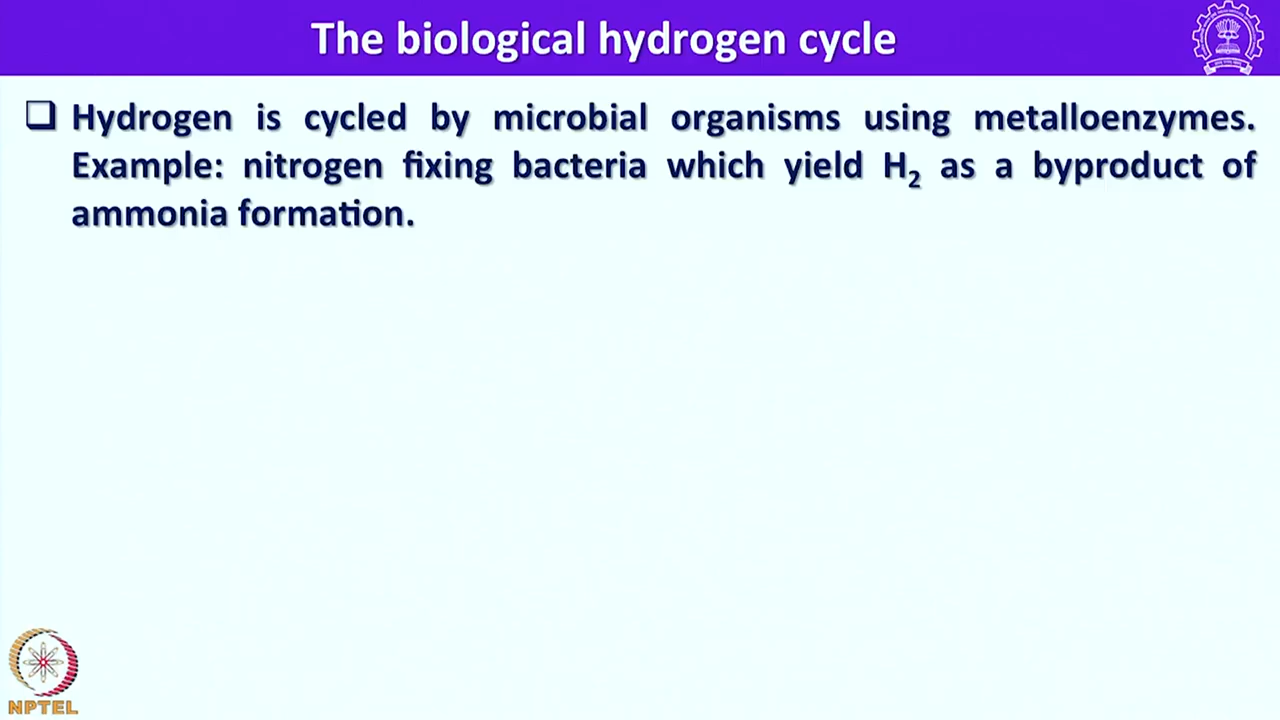 The biological hydrogen cycle
Hydrogen is cycled by microbial organisms using metalloenzymes.
Example: nitrogen fixing bacteria which yield H₂ as a byproduct of
ammonia formation.
NPTEL